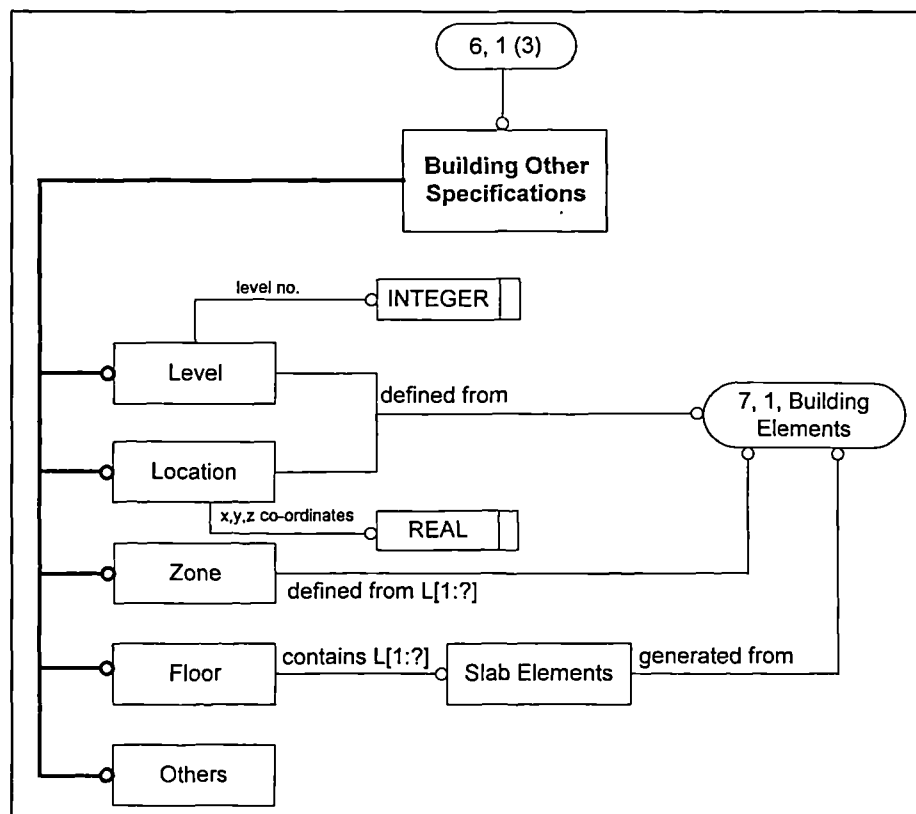 6, 1 (3)
Building Other
Specifications
level no.
INTEGER
Level
defined from
7, 1, Building
Elements
Location
x,y,z co-ordinates
REAL
Zone
defined from L[1:?]
Floor
contains L[1:?]
Slab Elements
generated from
Others